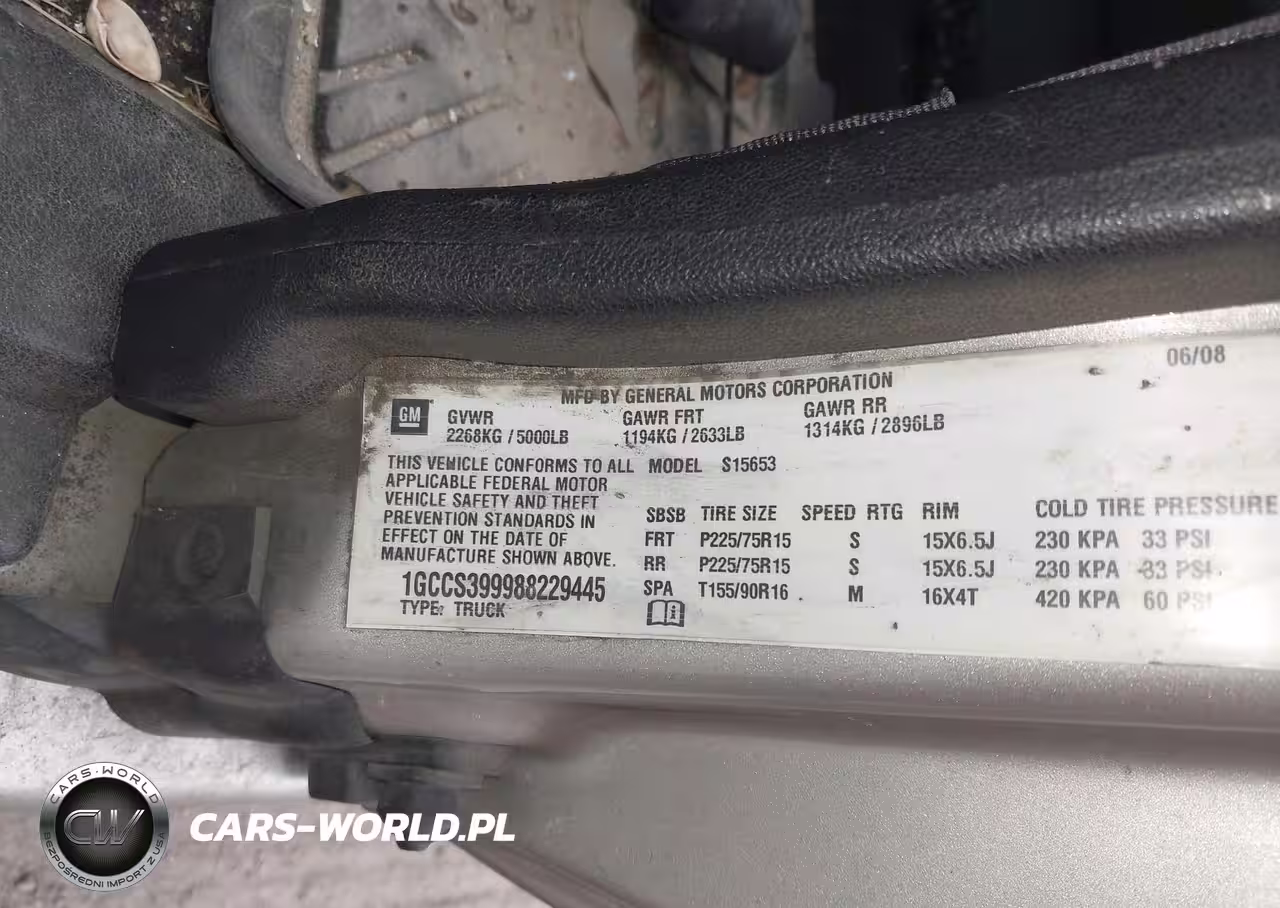 06/08
MFD BY GENERAL MOTORS CORPORATION
GM
GVWR GAWR FRT GAWR RR
2268KG / 5000LB 1194KG / 2633LB 1314KG / 2896LB
THIS VEHICLE CONFORMS TO ALL
APPLICABLE FEDERAL MOTOR
VEHICLE SAFETY AND THEFT
PREVENTION STANDARDS IN
EFFECT ON THE DATE OF
MANUFACTURE SHOWN ABOVE.
1GCCS399988229445
TYPE: TRUCK
MODEL S15653
SBSB TIRE SIZE SPEED RTG RIM COLD TIRE PRESSURE
FRT P225/75R15 S 15X6.5J 230 KPA 33 PSI
RR P225/75R15 S 15X6.5J 230 KPA 33 PSI
SPA T155/90R16 M 16X4T 420 KPA 60 PSI
CARS-WORLD
CW
BEZPOŚREDNI IMPORT Z USA
CARS-WORLD.PL